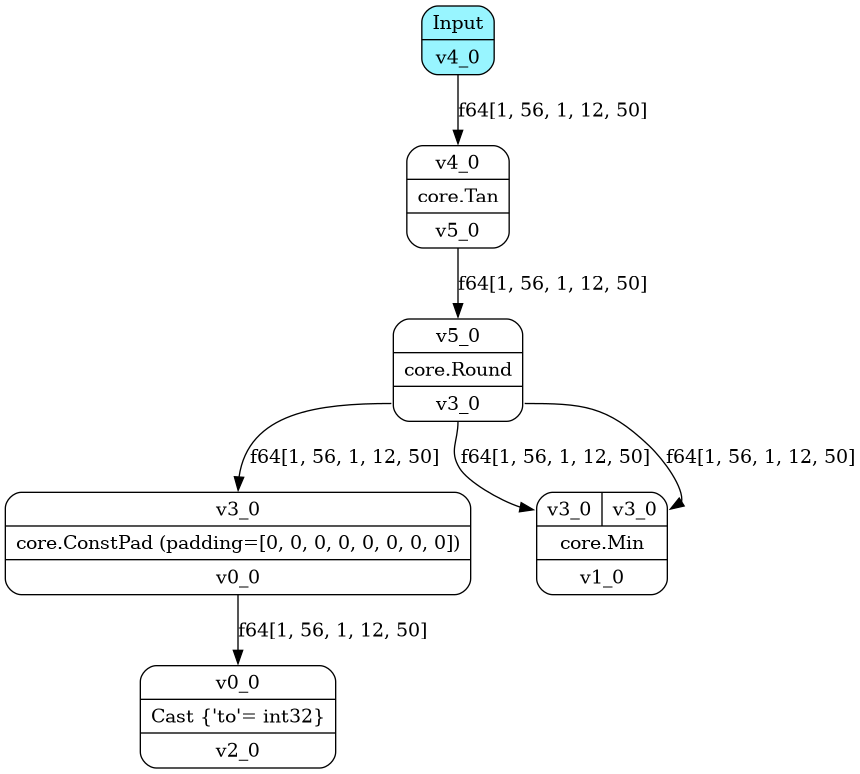 Input
v4_0
f64[1, 56, 1, 12, 50]
v4_0
core.Tan
v5_0
f64[1, 56, 1, 12, 50]
v5_0
core.Round
v3_0
f64[1, 56, 1, 12, 50]
f64[1, 56, 1, 12, 50]
f64[1, 56, 1, 12, 50]
v3_0
core.ConstPad (padding=[0, 0, 0, 0, 0, 0, 0, 0])
v0_0
v3_0 v3_0
core.Min
v1_0
f64[1, 56, 1, 12, 50]
v0_0
Cast {'to'= int32}
v2_0